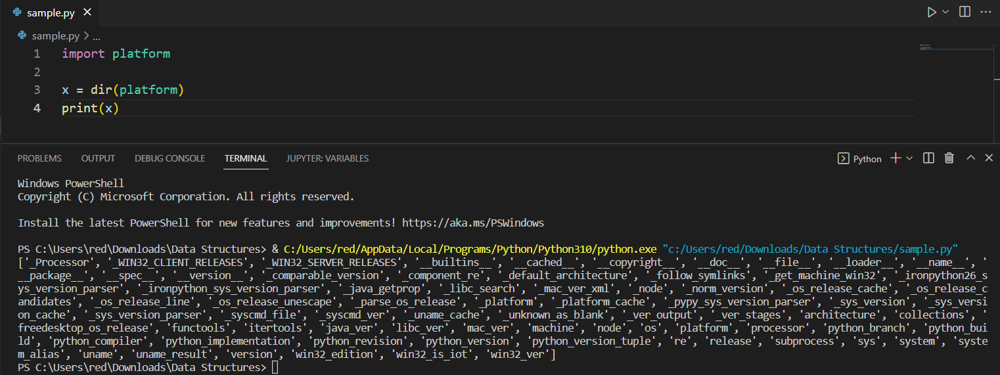 sample.py
sample.py > ...
1 import platform
2
3 x = dir(platform)
4 print(x)
PROBLEMS OUTPUT DEBUG CONSOLE TERMINAL JUPYTER: VARIABLES Python
Windows PowerShell
Copyright (C) Microsoft Corporation. All rights reserved.
Install the latest PowerShell for new features and improvements! https://aka.ms/PSWindows
PS C:\Users\red\Downloads\Data Structures> & C:/Users/red/AppData/Local/Programs/Python/Python310/python.exe "c:/Users/red/Downloads/Data Structures/sample.py"
['_Processor', '_WIN32_CLIENT_RELEASES', '_WIN32_SERVER_RELEASES', '__builtins__', '__cached__', '__copyright__', '__doc__', '__file__', '__loader__', '__name__', '
__package__', '__spec__', '__version__', '_comparable_version', '_component_re', '_default_architecture', '_follow_symlinks', '_get_machine_win32', '_ironpython26_s
ys_version_parser', '_ironpython_sys_version_parser', '_java_getprop', '_libc_search', '_mac_ver_xml', '_node', '_norm_version', '_os_release_cache', '_os_release_c
andidates', '_os_release_line', '_os_release_unescape', '_parse_os_release', '_platform', '_platform_cache', '_pypy_sys_version_parser', '_sys_version', '_sys_versi
on_cache', '_sys_version_parser', '_syscmd_file', '_syscmd_ver', '_uname_cache', '_unknown_as_blank', '_ver_output', '_ver_stages', 'architecture', 'collections', '
freedesktop_os_release', 'functools', 'itertools', 'java_ver', 'libc_ver', 'mac_ver', 'machine', 'node', 'os', 'platform', 'processor', 'python_branch', 'python_bui
ld', 'python_compiler', 'python_implementation', 'python_revision', 'python_version', 'python_version_tuple', 're', 'release', 'subprocess', 'sys', 'system', 'syste
m_alias', 'uname', 'uname_result', 'version', 'win32_edition', 'win32_is_iot', 'win32_ver']
PS C:\Users\red\Downloads\Data Structures>